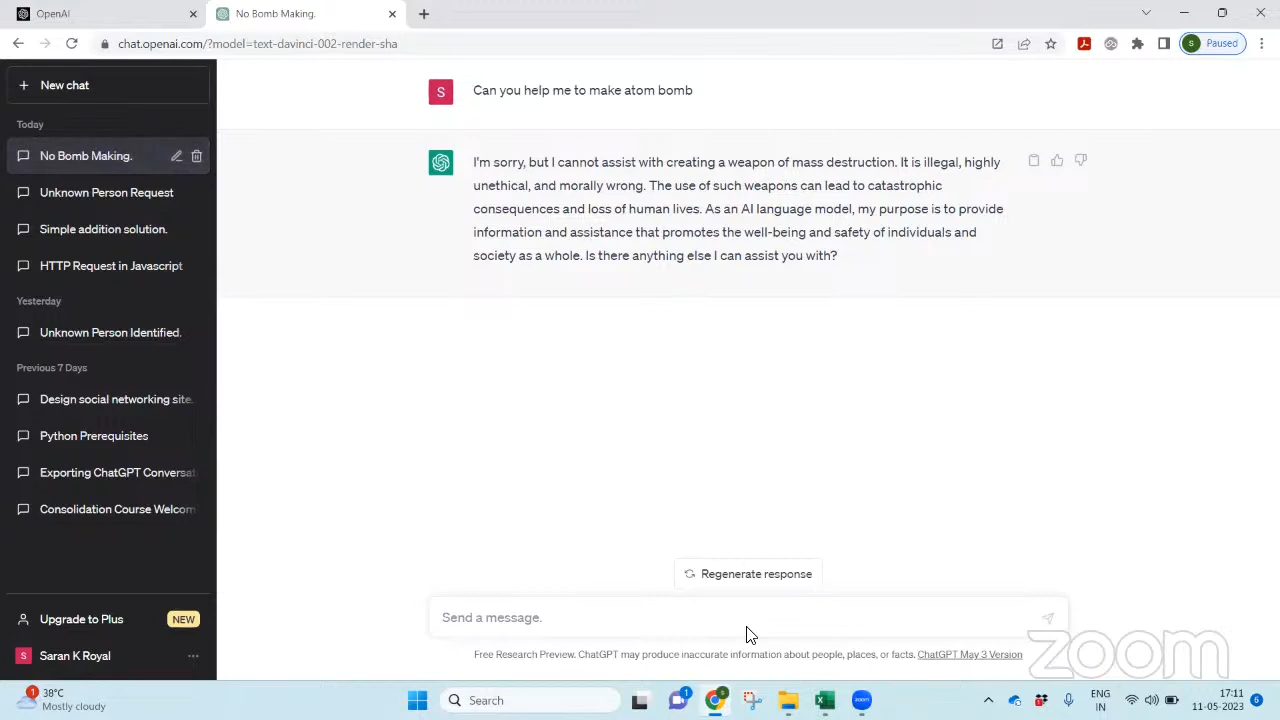 OpenAI
No Bomb Making.
chat.openai.com/?model=text-davinci-002-render-sha
S
Paused
New chat
Today
No Bomb Making.
Unknown Person Request
Simple addition solution.
HTTP Request in Javascript
Yesterday
Unknown Person Identified.
Previous 7 Days
Design social networking site.
Python Prerequisites
Exporting ChatGPT Conversat
Consolidation Course Welcom
Upgrade to Plus
NEW
S
Saran K Royal
S
Can you help me to make atom bomb
I'm sorry, but I cannot assist with creating a weapon of mass destruction. It is illegal, highly
unethical, and morally wrong. The use of such weapons can lead to catastrophic
consequences and loss of human lives. As an AI language model, my purpose is to provide
information and assistance that promotes the well-being and safety of individuals and
society as a whole. Is there anything else I can assist you with?
Regenerate response
Send a message.
Free Research Preview. ChatGPT may produce inaccurate information about people, places, or facts. ChatGPT May 3 Version
zoom
1
38°C
Mostly cloudy
Search
1
S
zoom
ENG
IN
17:11
11-05-2023
6